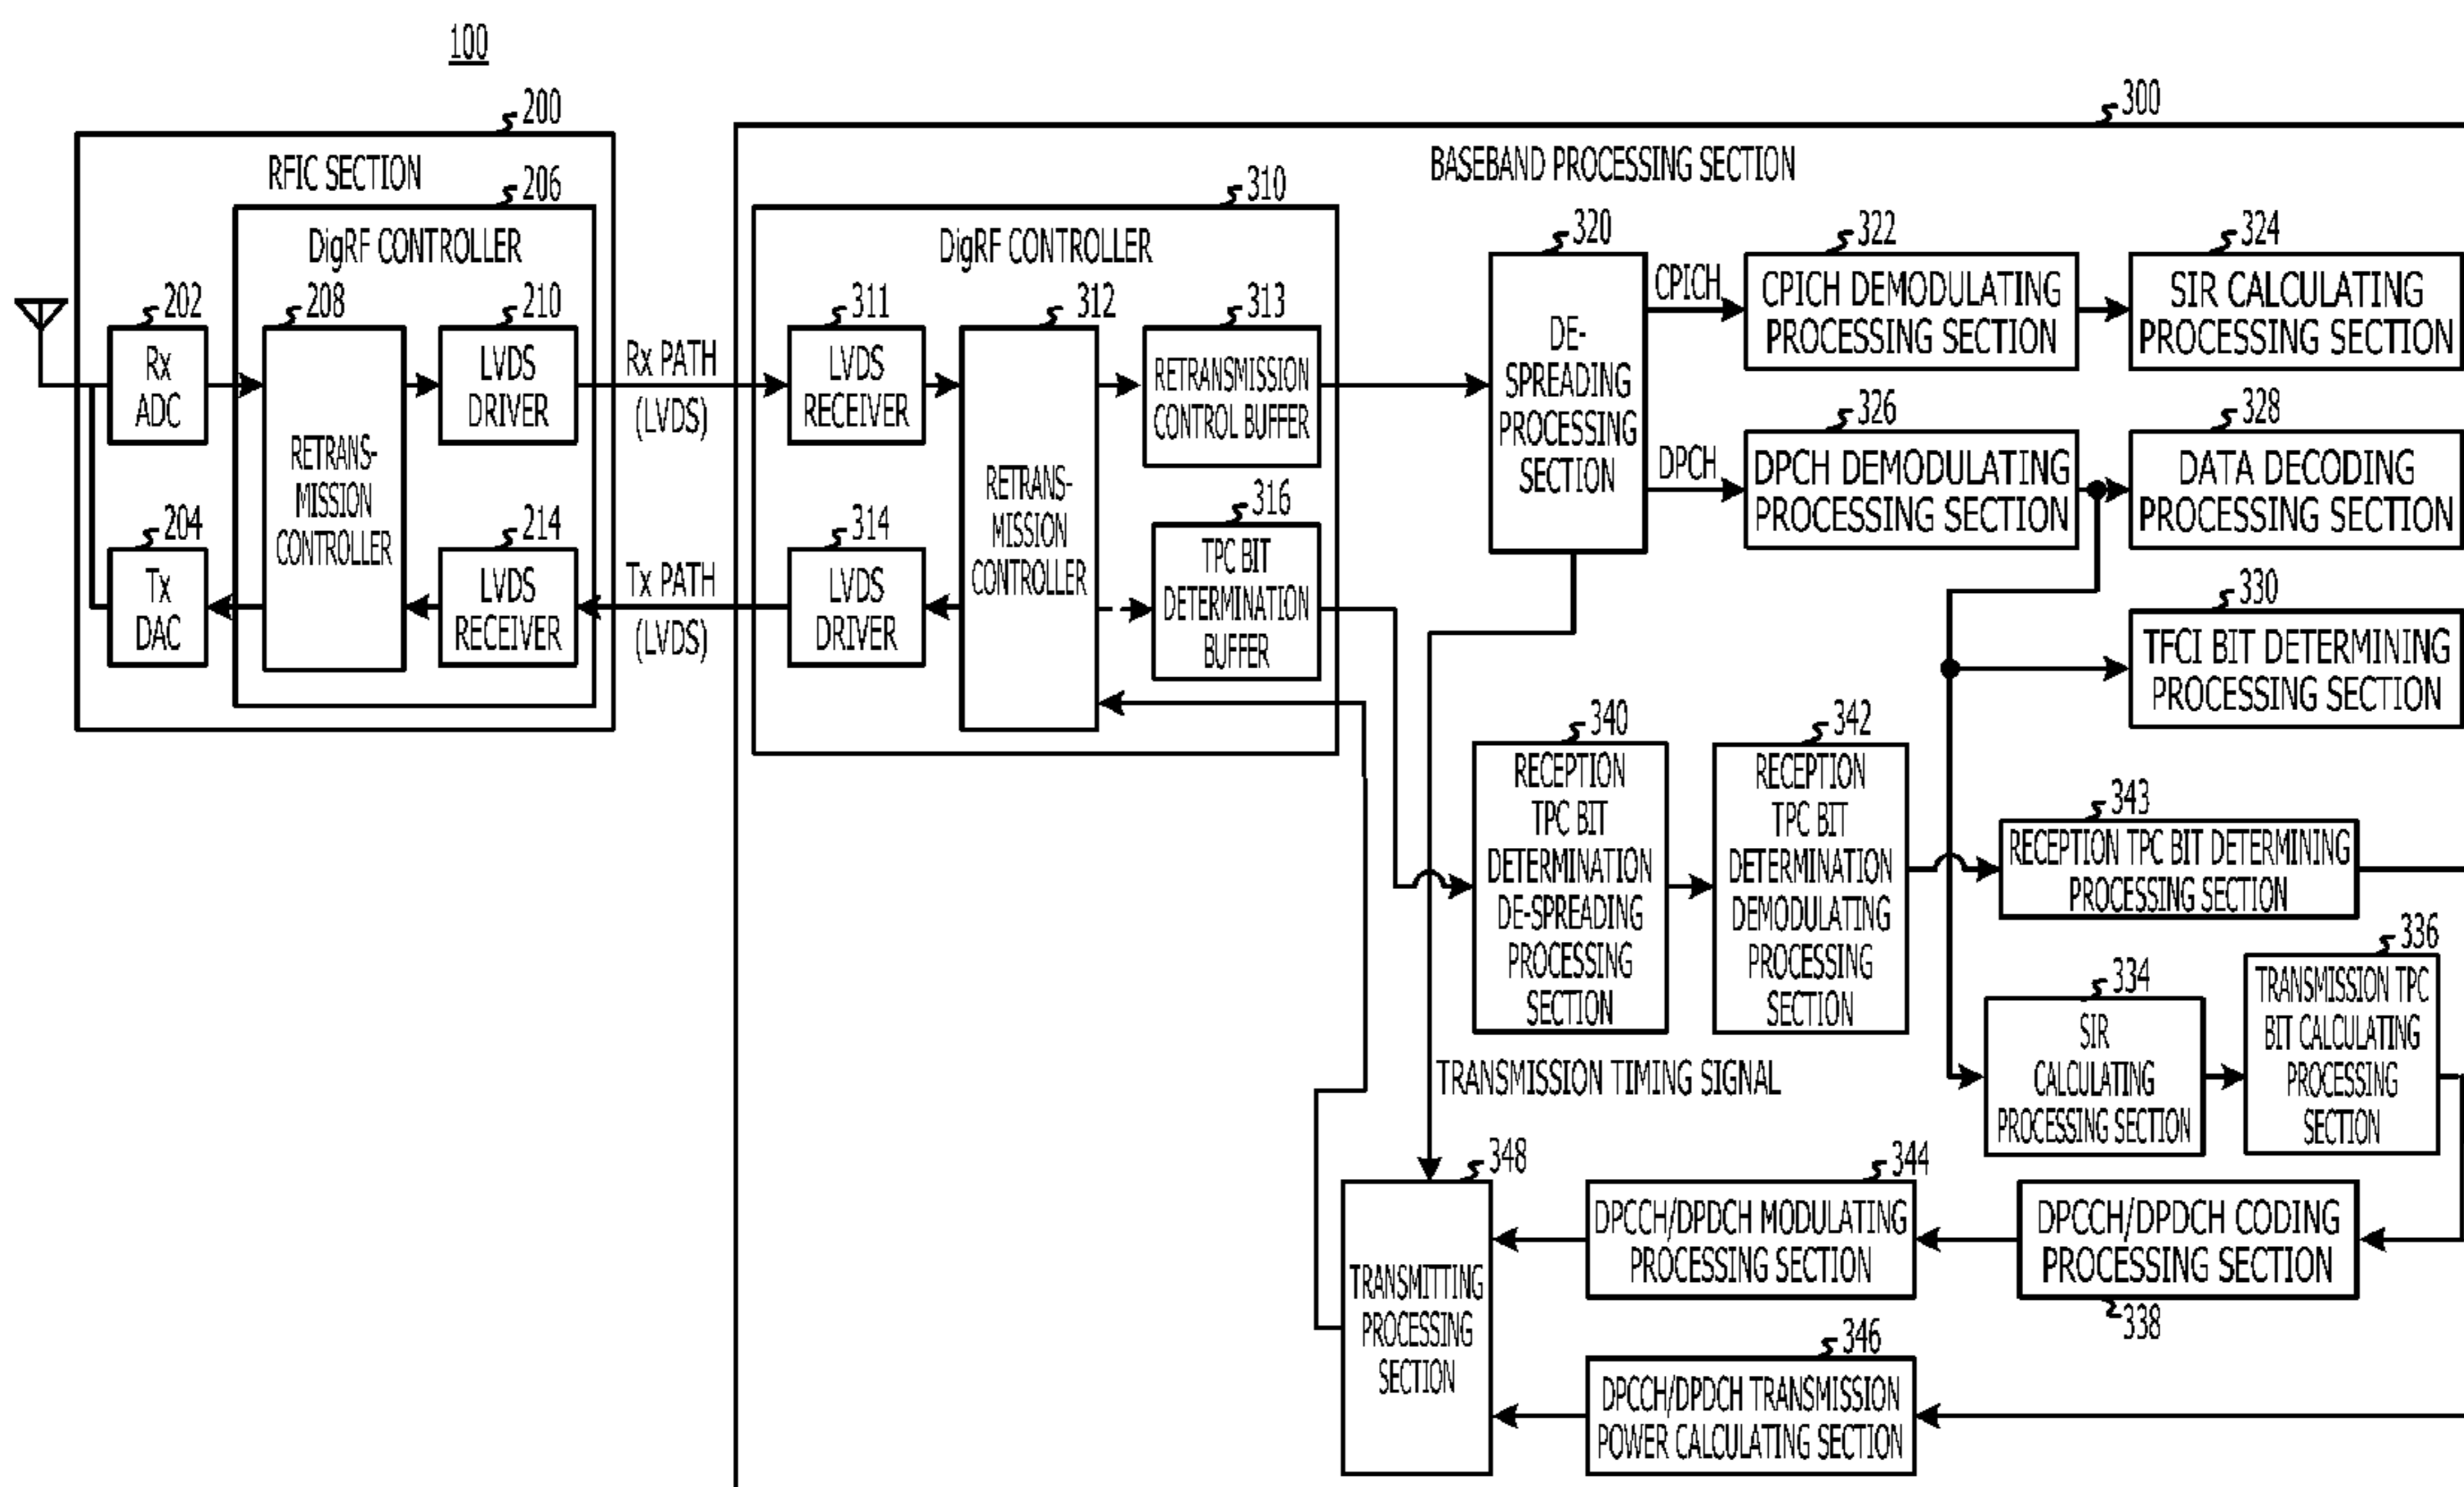 100
200
RFIC SECTION
206
DigRF CONTROLLER
202
Rx
ADC
208
RETRANS-
MISSION
CONTROLLER
210
LVDS
DRIVER
204
Tx
DAC
214
LVDS
RECEIVER
Rx PATH
(LVDS)
Tx PATH
(LVDS)
300
BASEBAND PROCESSING SECTION
310
DigRF CONTROLLER
311
LVDS
RECEIVER
312
RETRANS-
MISSION
CONTROLLER
313
RETRANSMISSION
CONTROL BUFFER
314
LVDS
DRIVER
316
TPC BIT
DETERMINATION
BUFFER
320
DE-
SPREADING
PROCESSING
SECTION
CPICH
DPCH
322
CPICH DEMODULATING
PROCESSING SECTION
324
SIR CALCULATING
PROCESSING SECTION
326
DPCH DEMODULATING
PROCESSING SECTION
328
DATA DECODING
PROCESSING SECTION
330
TFCI BIT DETERMINING
PROCESSING SECTION
340
RECEPTION
TPC BIT
DETERMINATION
DE-SPREADING
PROCESSING
SECTION
342
RECEPTION
TPC BIT
DETERMINATION
DEMODULATING
PROCESSING
SECTION
343
RECEPTION TPC BIT DETERMINING
PROCESSING SECTION
334
SIR
CALCULATING
PROCESSING SECTION
336
TRANSMISSION TPC
BIT CALCULATING
PROCESSING
SECTION
TRANSMISSION TIMING SIGNAL
348
TRANSMITTING
PROCESSING
SECTION
344
DPCCH/DPDCH MODULATING
PROCESSING SECTION
DPCCH/DPDCH CODING
PROCESSING SECTION
338
346
DPCCH/DPDCH TRANSMISSION
POWER CALCULATING SECTION